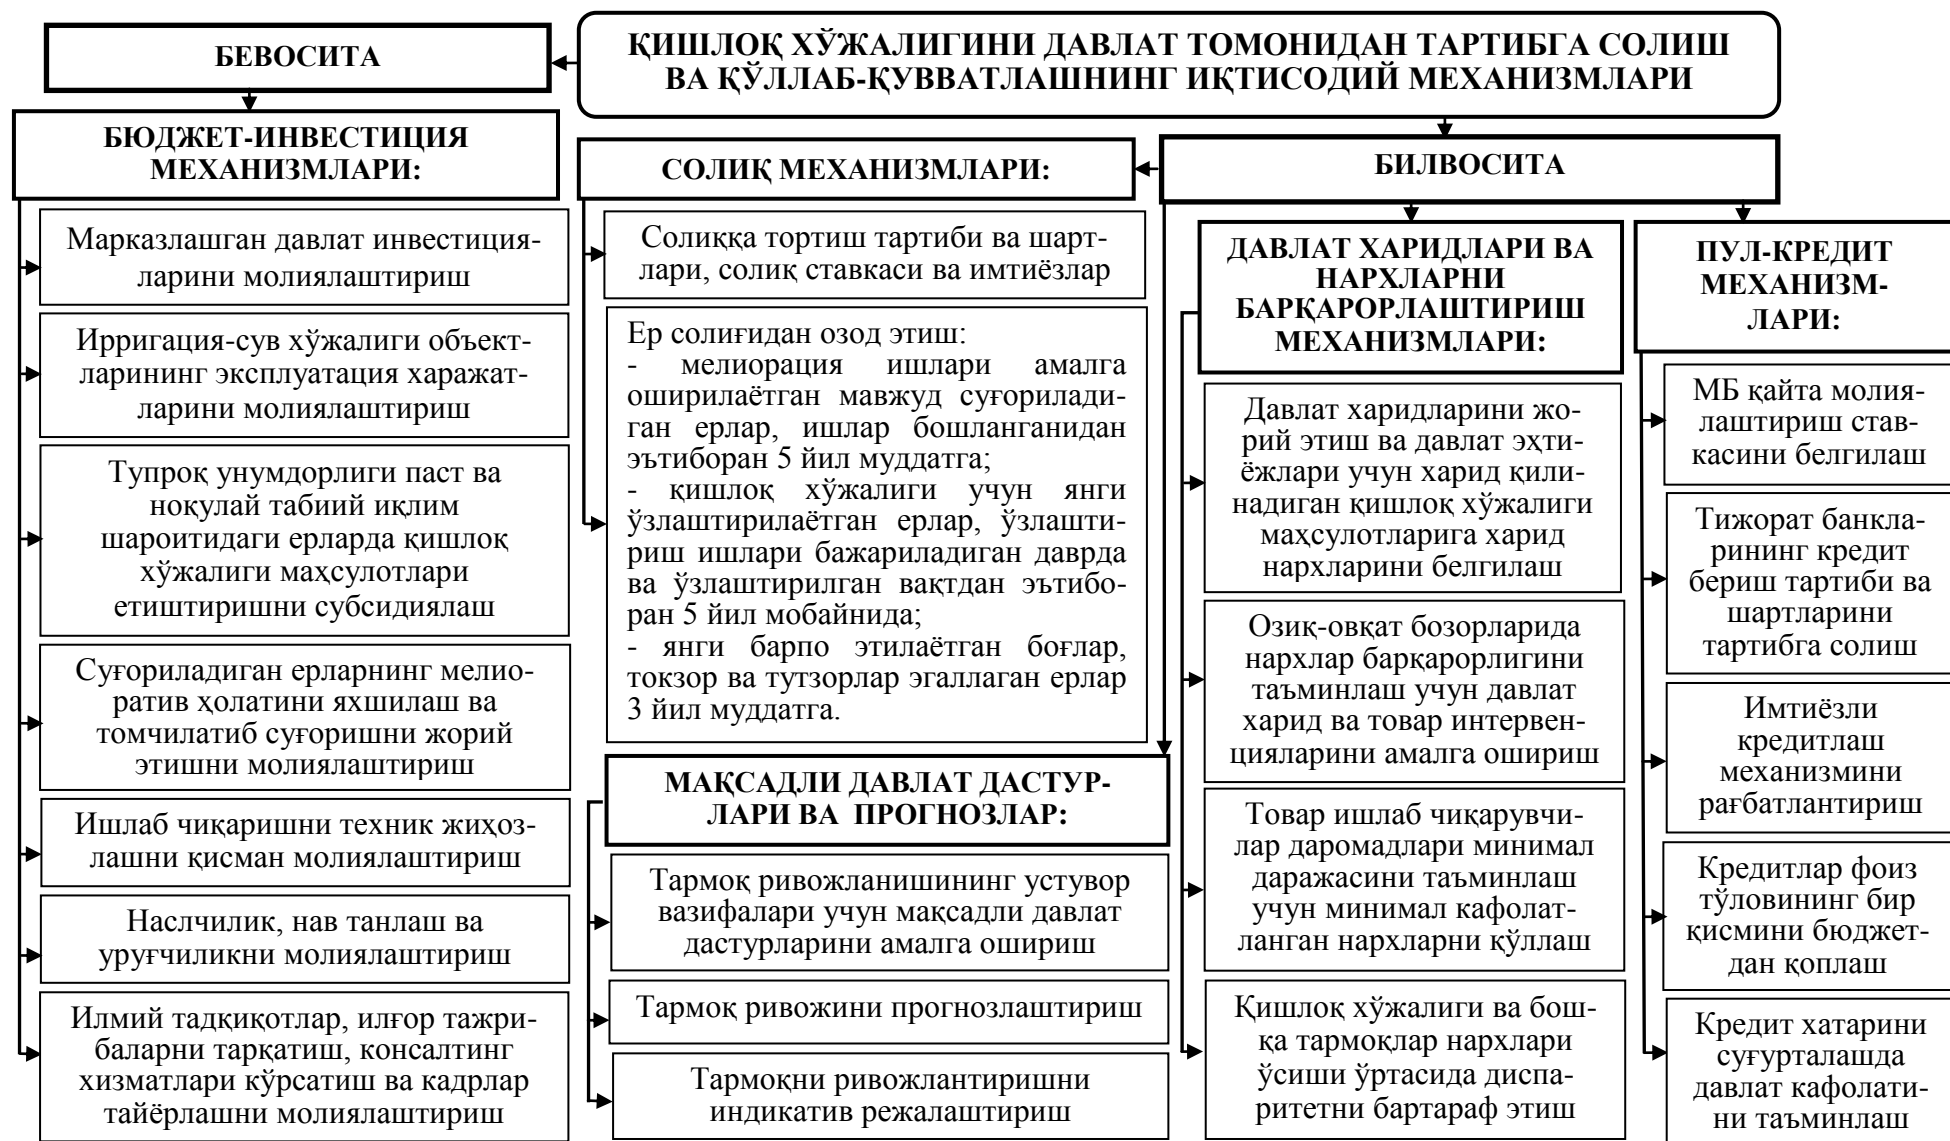 ҚИШЛОҚ ХЎЖАЛИГИНИ ДАВЛАТ ТОМОНИДАН ТАРТИБГА СОЛИШ
ВА ҚЎЛЛАБ-ҚУВВАТЛАШНИНГ ИҚТИСОДИЙ МЕХАНИЗМЛАРИ
БЕВОСИТА
БЮДЖЕТ-ИНВЕСТИЦИЯ
МЕХАНИЗМЛАРИ:
Марказлашган давлат инвестиция-
ларини молиялаштириш
Ирригация-сув хўжалиги объект-
ларининг эксплуатация харажат-
ларини молиялаштириш
Тупроқ унумдорлиги паст ва
ноқулай табиий иқлим
шароитидаги ерларда қишлоқ
хўжалиги маҳсулотлари
етиштиришни субсидиялаш
Суғориладиган ерларнинг мелио-
ратив ҳолатини яхшилаш ва
томчилатиб суғоришни жорий
этишни молиялаштириш
Ишлаб чиқаришни техник жиҳоз-
лашни қисман молиялаштириш
Наслчилик, нав танлаш ва
уруғчиликни молиялаштириш
Илмий тадқиқотлар, илғор тажри-
баларни тарқатиш, консалтинг
хизматлари кўрсатиш ва кадрлар
тайёрлашни молиялаштириш
БИЛВОСИТА
СОЛИҚ МЕХАНИЗМЛАРИ:
Солиққа тортиш тартиби ва шарт-
лари, солиқ ставкаси ва имтиёзлар
Ер солиғидан озод этиш:
- мелиорация ишлари амалга
оширилаётган мавжуд суғорилади-
ган ерлар, ишлар бошланганидан
эътиборан 5 йил муддатга;
- қишлоқ хўжалиги учун янги
ўзлаштирилаётган ерлар, ўзлашти-
риш ишлари бажариладиган даврда
ва ўзлаштирилган вақтдан эътибо-
ран 5 йил мобайнида;
- янги барпо этилаётган боғлар,
токзор ва тутзорлар эгаллаган ерлар
3 йил муддатга.
МАҚСАДЛИ ДАВЛАТ ДАСТУР-
ЛАРИ ВА ПРОГНОЗЛАР:
Тармоқ ривожланишининг устувор
вазифалари учун мақсадли давлат
дастурларини амалга ошириш
Тармоқ ривожини прогнозлаштириш
Тармоқни ривожлантиришни
индикатив режалаштириш
ДАВЛАТ ХАРИДЛАРИ ВА
НАРХЛАРНИ
БАРҚАРОРЛАШТИРИШ
МЕХАНИЗМЛАРИ:
Давлат харидларини жо-
рий этиш ва давлат эҳти-
ёжлари учун харид қили-
надиган қишлоқ хўжалиги
маҳсулотларига харид
нархларини белгилаш
Озиқ-овқат бозорларида
нархлар барқарорлигини
таъминлаш учун давлат
харид ва товар интервен-
цияларини амалга ошириш
Товар ишлаб чиқарувчи-
лар даромадлари минимал
даражасини таъминлаш
учун минимал кафолат-
ланган нархларни қўллаш
Қишлоқ хўжалиги ва бош-
қа тармоқлар нархлари
ўсиши ўртасида диспа-
ритетни бартараф этиш
ПУЛ-КРЕДИТ
МЕХАНИЗМ-
ЛАРИ:
МБ қайта молия-
лаштириш став-
касини белгилаш
Тижорат банкла-
рининг кредит
бериш тартиби ва
шартларини
тартибга солиш
Имтиёзли
кредитлаш
механизмини
рағбатлантириш
Кредитлар фоиз
тўловининг бир
қисмини бюджет-
дан қоплаш
Кредит хатарини
суғурталашда
давлат кафолати-
ни таъминлаш